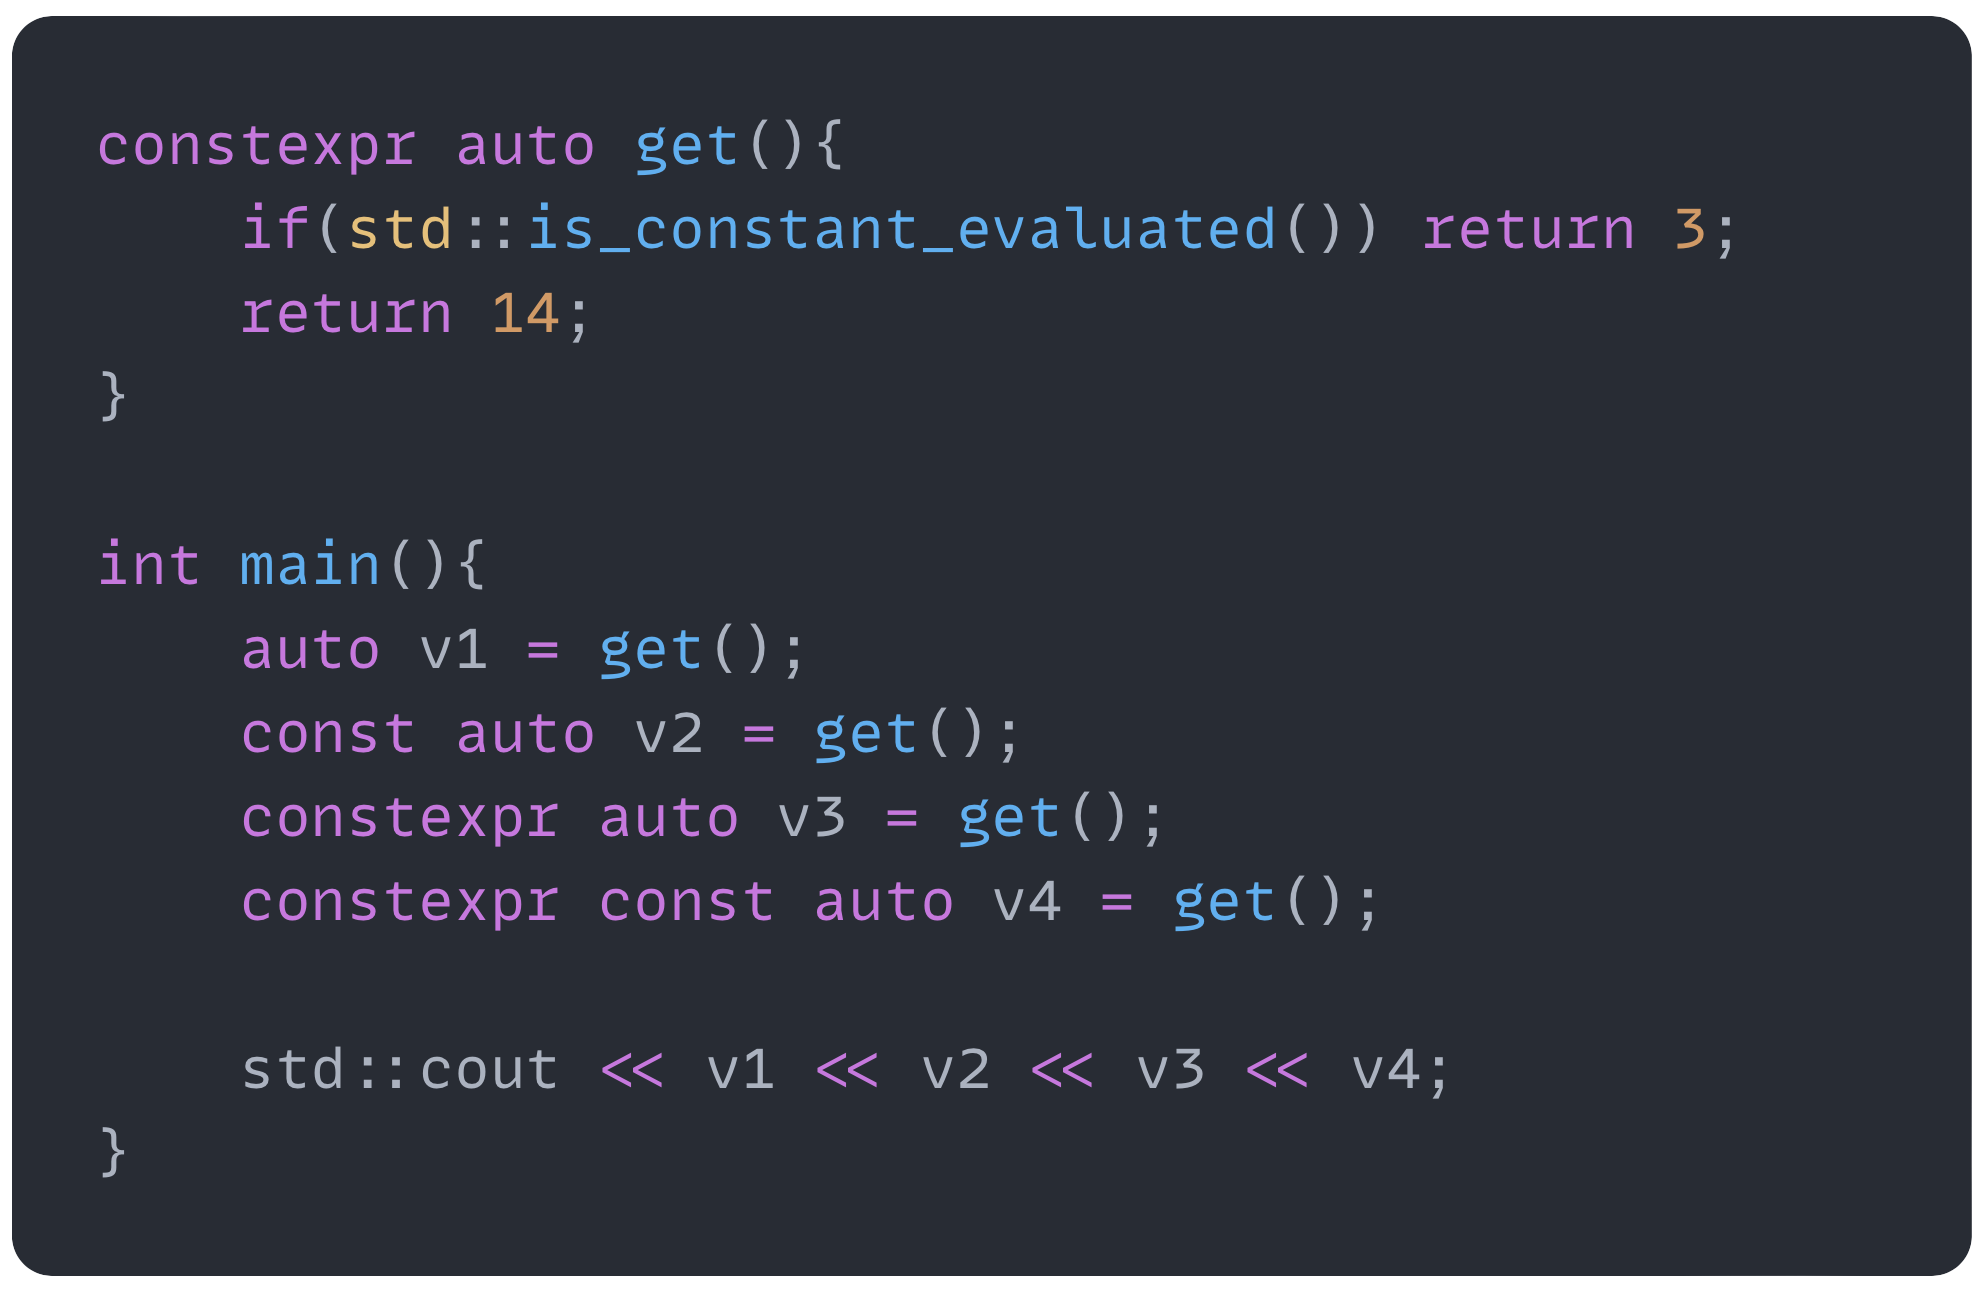 constexpr auto get(){
    if(std::is_constant_evaluated()) return 3;
    return 14;
}

int main(){
    auto v1 = get();
    const auto v2 = get();
    constexpr auto v3 = get();
    constexpr const auto v4 = get();

    std::cout << v1 << v2 << v3 << v4;
}